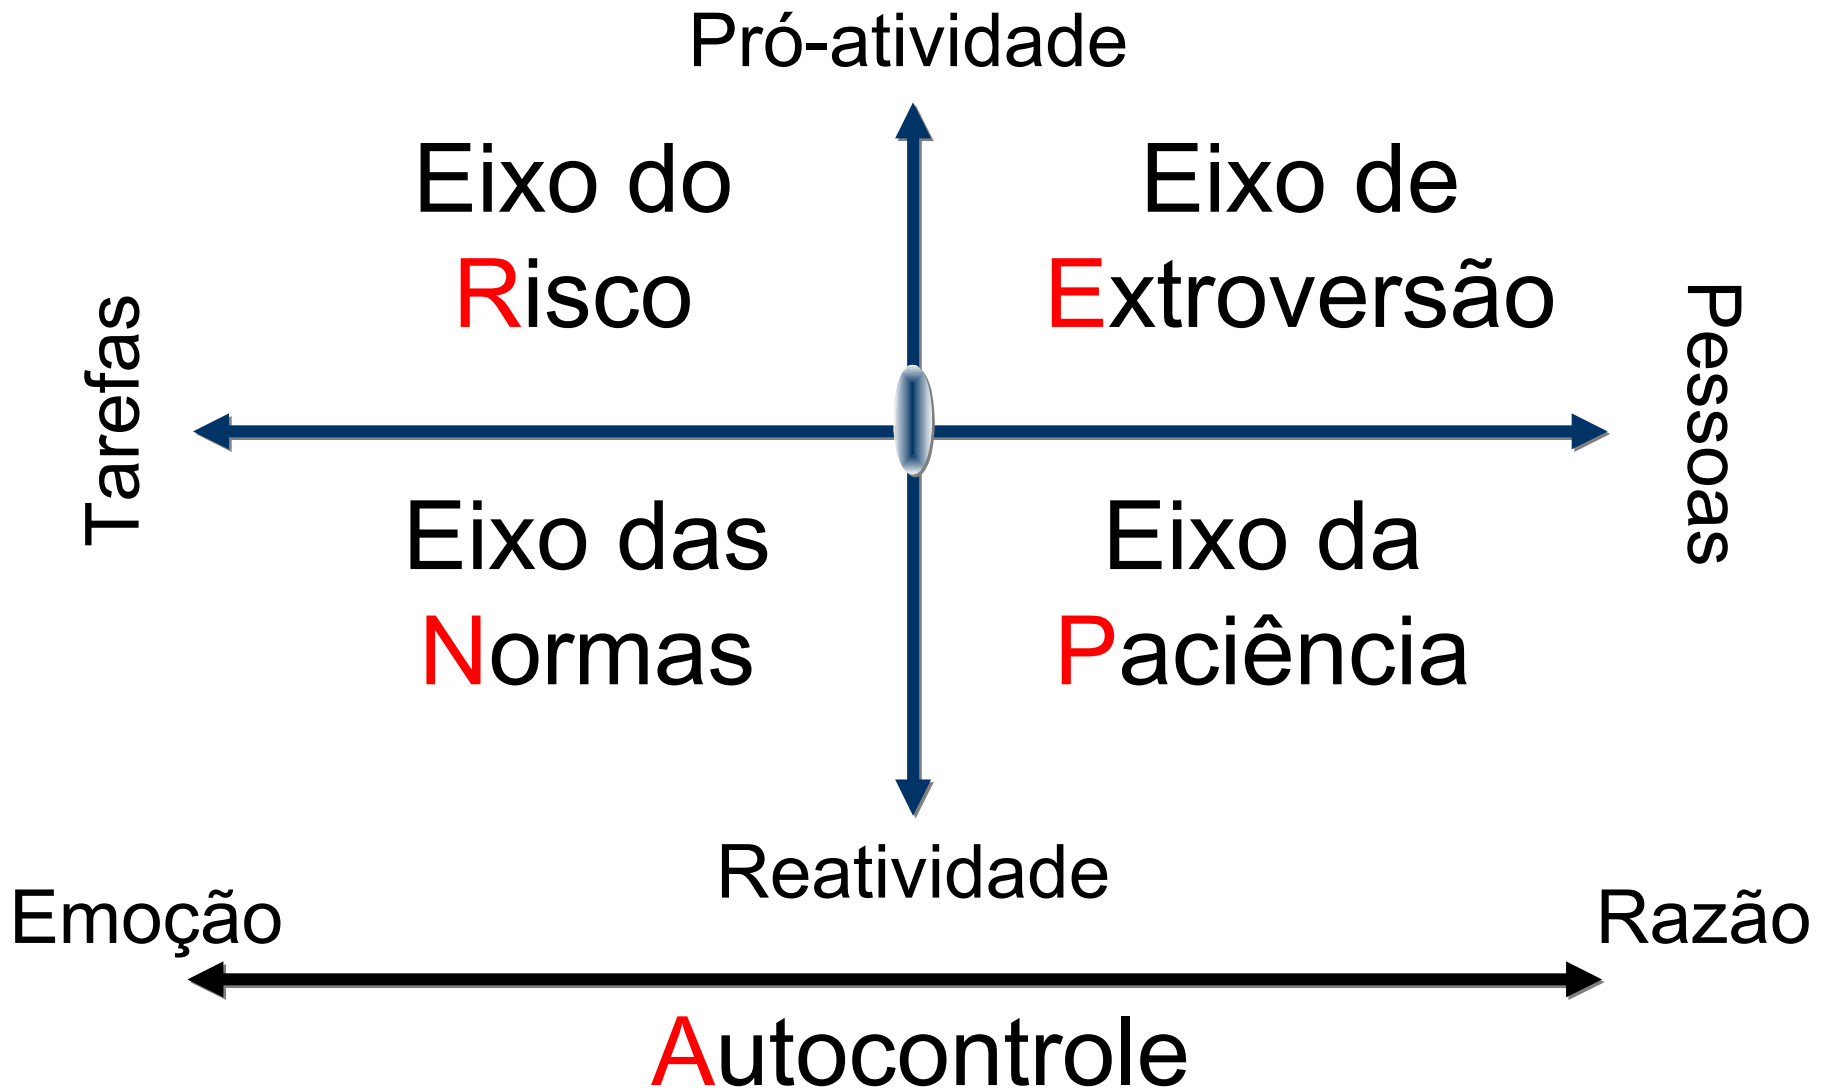 Pró-atividade
Eixo do
Risco
Eixo de
Extroversão
Tarefas
Pessoas
Eixo das
Normas
Eixo da
Paciência
Reatividade
Emoção
Razão
Autocontrole